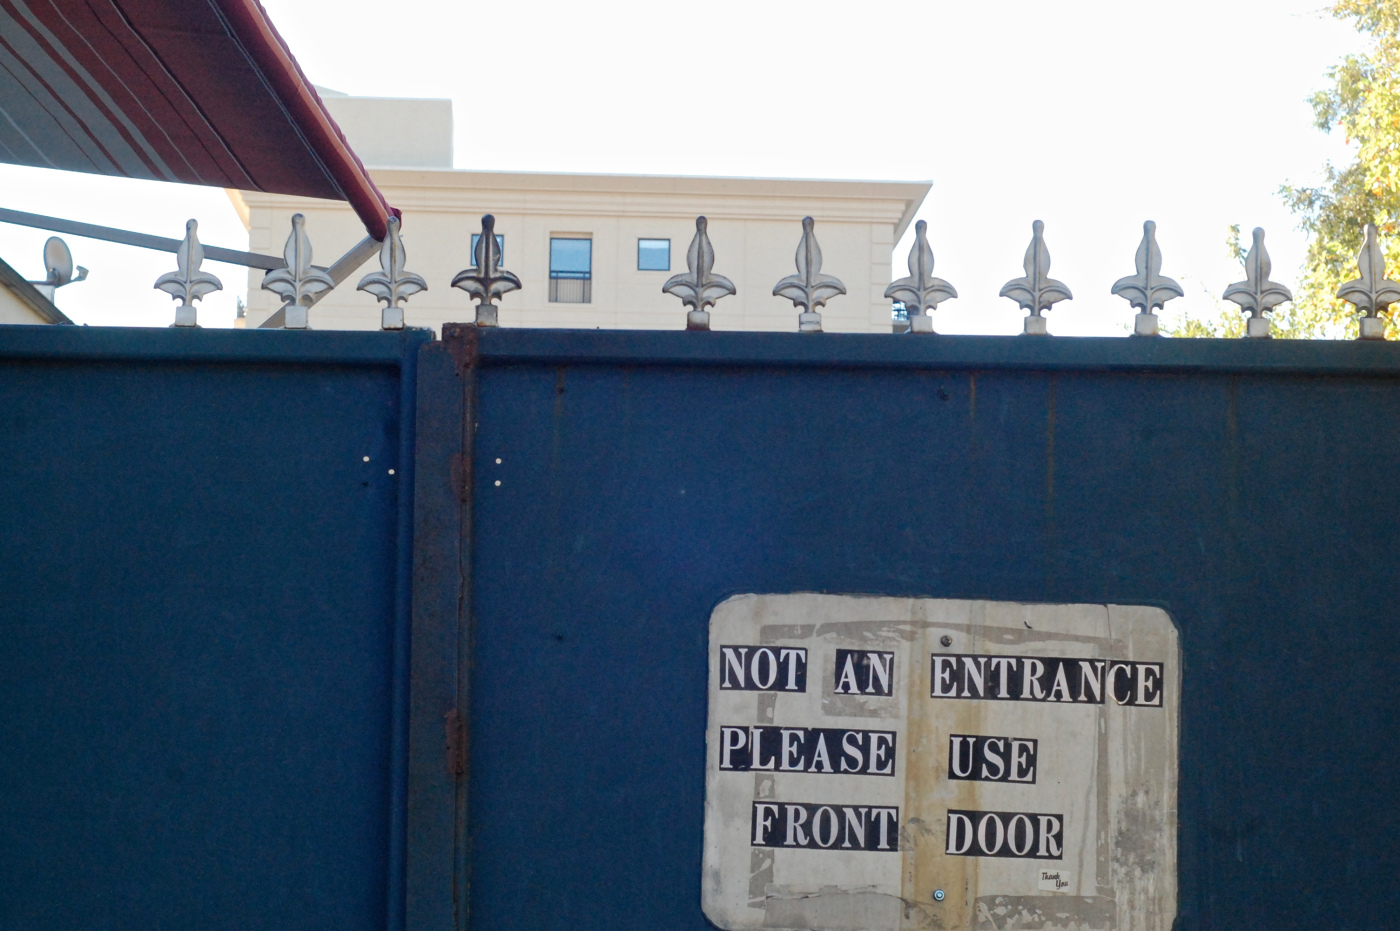 NOT AN ENTRANCE
PLEASE USE
FRONT DOOR
Thank
You